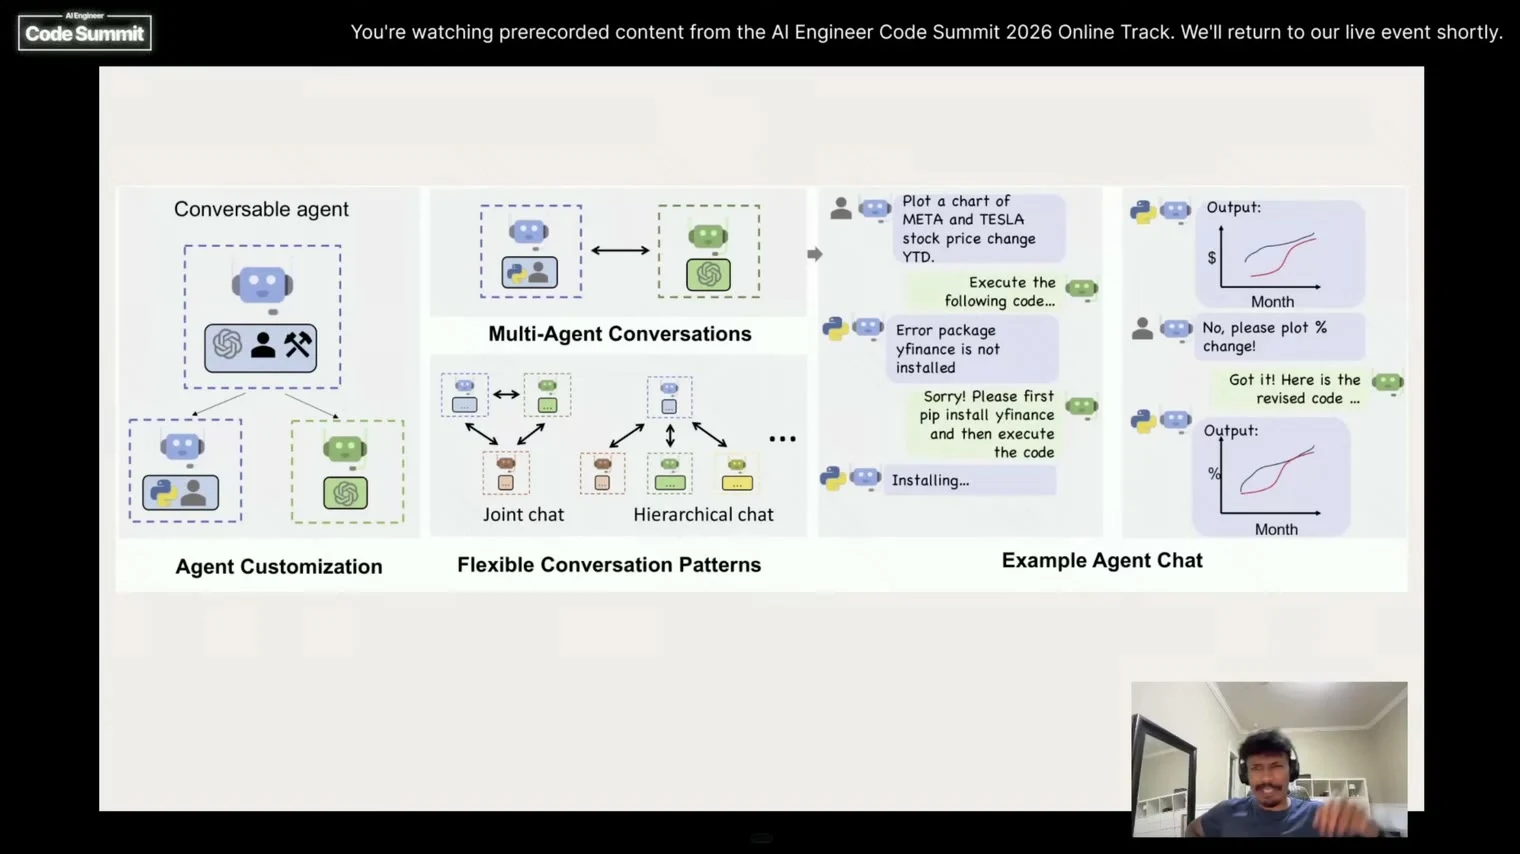 AI Engineer
Code Summit
You're watching prerecorded content from the AI Engineer Code Summit 2026 Online Track. We'll return to our live event shortly.
Conversable agent
Agent Customization
Multi-Agent Conversations
...
...
...
...
...
...
...
Joint chat
Hierarchical chat
Flexible Conversation Patterns
Plot a chart of
META and TESLA
stock price change
YTD.
Execute the
following code...
Error package
yfinance is not
installed
Sorry! Please first
pip install yfinance
and then execute
the code
Installing...
Output:
$
Month
No, please plot %
change!
Got it! Here is the
revised code ...
Output:
%
Month
Example Agent Chat